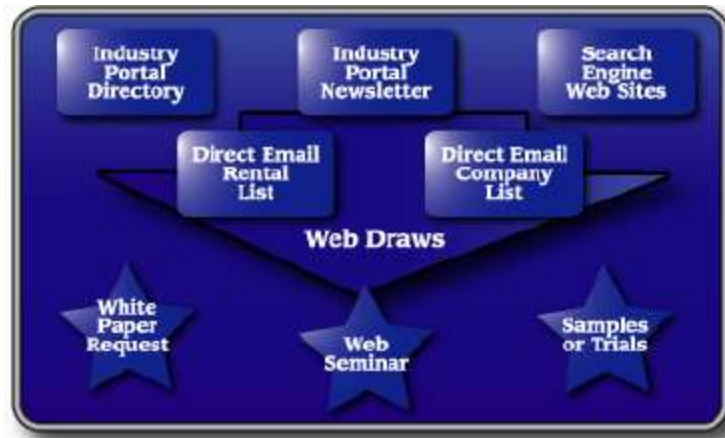 Industry
Portal
Directory
Industry
Portal
Newsletter
Search
Engine
Web Sites
Direct Email
Rental
List
Direct Email
Company
List
Web Draws
White
Paper
Request
Web
Seminar
Samples
or Trials